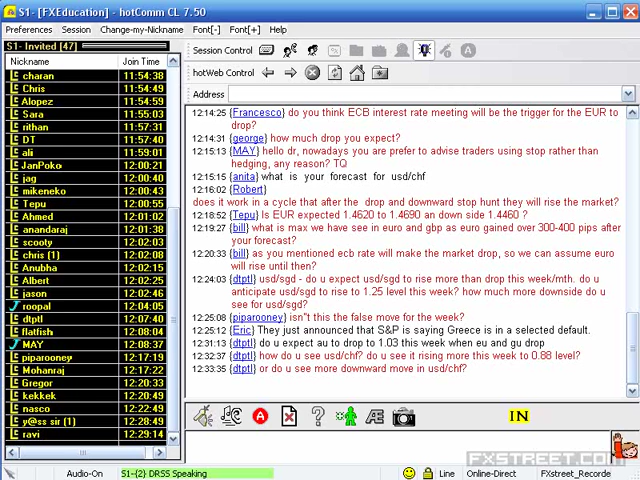 S1- [FXEducation] - hotComm CL 7.50
Preferences Session Change-my-Nickname Font[-] Font[+] Help
S1- Invited [47]
Nickname Join Time
charan 11:54:38
Chris 11:54:49
Alopez 11:54:59
Sara 11:55:03
rithan 11:57:31
DT 11:57:40
ali 11:59:01
JanPoko 12:00:21
jag 12:00:40
mikeneko 12:00:43
Tepu 12:00:55
Ahmed 12:01:02
anandaraj 12:01:38
scooty 12:02:03
chris (1) 12:02:08
Anubha 12:02:15
Albert 12:02:25
jason 12:02:46
roopal 12:04:05
dtptl 12:07:40
flatfish 12:08:04
MAY 12:08:37
piparooney 12:17:19
Mohanraj 12:17:22
Gregor 12:20:33
kekkek 12:20:49
nasco 12:22:49
y@ss sir (1) 12:28:49
ravi 12:29:14
Session Control
hotWeb Control
Address
12:14:25 {Francesco} do you think ECB interest rate meeting will be the trigger for the EUR to
drop?
12:14:31 {george} how much drop you expect?
12:15:13 {MAY} hello dr, nowadays you are prefer to advise traders using stop rather than
hedging, any reason? TQ
12:15:15 {anita} what is your forecast for usd/chf
12:16:02 {Robert}
does it work in a cycle that after the drop and downward stop hunt they will rise the market?
12:18:52 {Tepu} Is EUR expected 1.4620 to 1.4690 an down side 1.4460 ?
12:19:27 {bill} what is max we have see in euro and gbp as euro gained over 300-400 pips after
your forecast?
12:20:33 {bill} as you mentioned ecb rate will make the market drop, so we can assume euro
will rise until then?
12:24:03 {dtptl} usd/sgd - do u expect usd/sgd to rise more than drop this week/mth. do u
anticipate usd/sgd to rise to 1.25 level this week? how much more downside do u
see for usd/sgd?
12:25:08 {piparooney} isn"t this the false move for the week?
12:25:12 {Eric} They just announced that S&P is saying Greece is in a selected default.
12:31:13 {dtptl} do u expect au to drop to 1.03 this week when eu and gu drop
12:32:37 {dtptl} how do u see usd/chf? do u see it rising more this week to 0.88 level?
12:33:35 {dtptl} or do u see more downward move in usd/chf?
IN
FXSTREET.COM
Audio-On S1-{2} DRSS Speaking Line Online-Direct FXstreet_Recorde